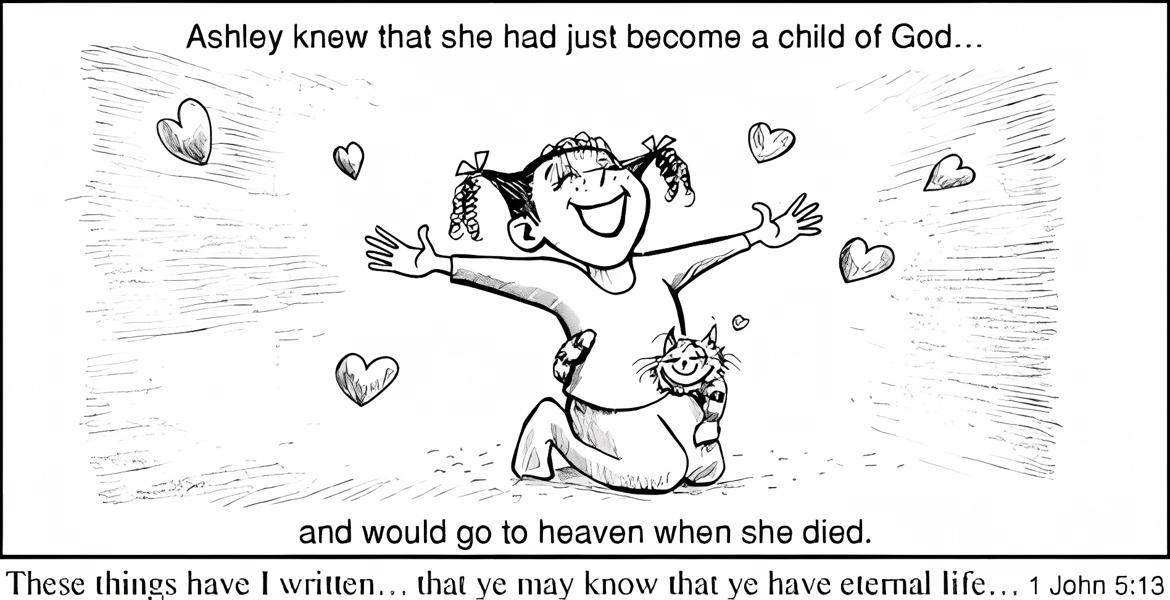 Ashley knew that she had just become a child of God...
and would go to heaven when she died.
These things have I written... that ye may know that ye have eternal life... 1 John 5:13